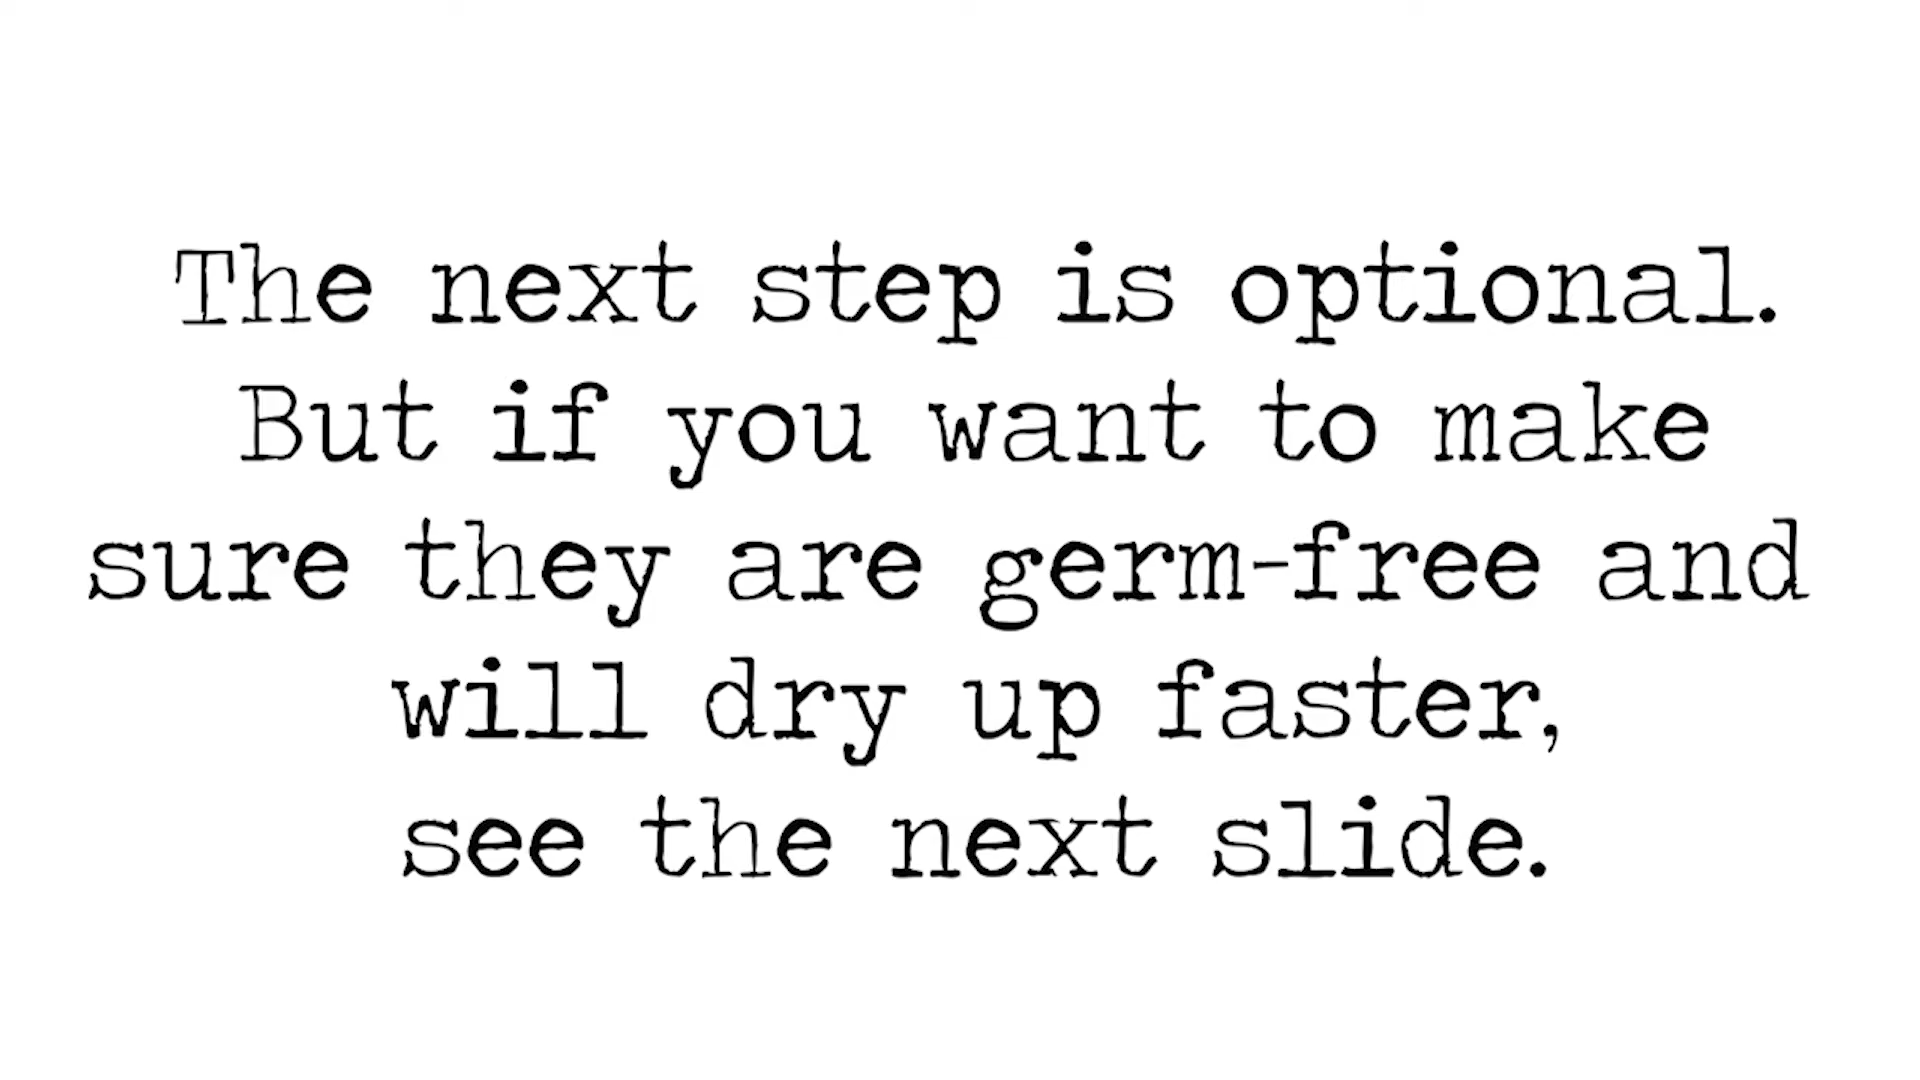 The next step is optional.
But if you want to make
sure they are germ-free and
will dry up faster,
see the next slide.